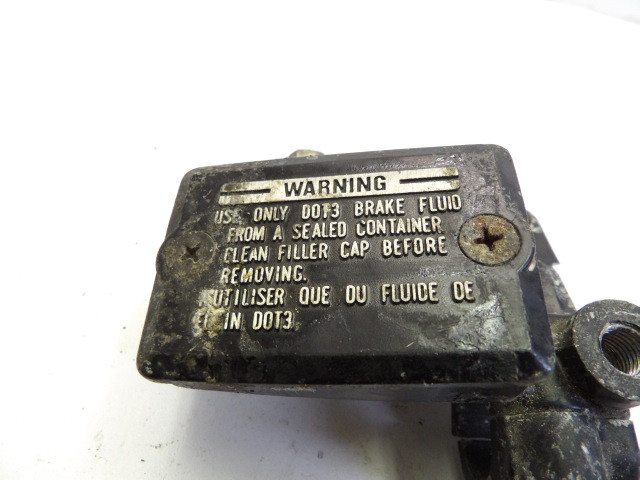 WARNING
USE ONLY DOT3 BRAKE FLUID
FROM A SEALED CONTAINER
CLEAN FILLER CAP BEFORE
REMOVING.
UTILISER QUE DU FLUIDE DE
IN DOT3.